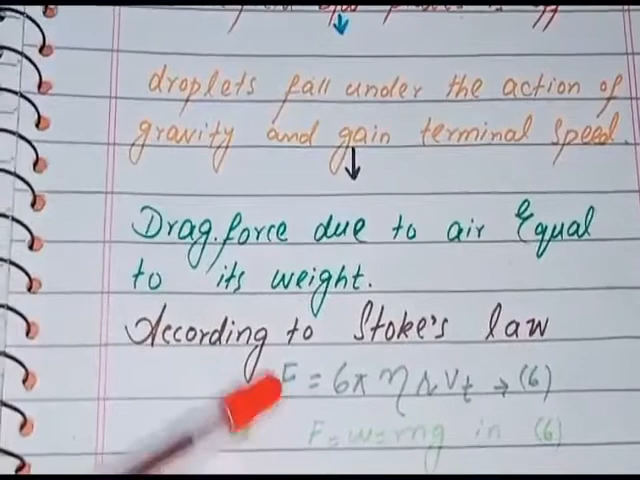 droplets fall under the action of
gravity and gain terminal speed.
↓
Drag force due to air Equal
to its weight.
According to Stoke's law
F = 6π η r Vt → (6)
F = w = mg in (6)